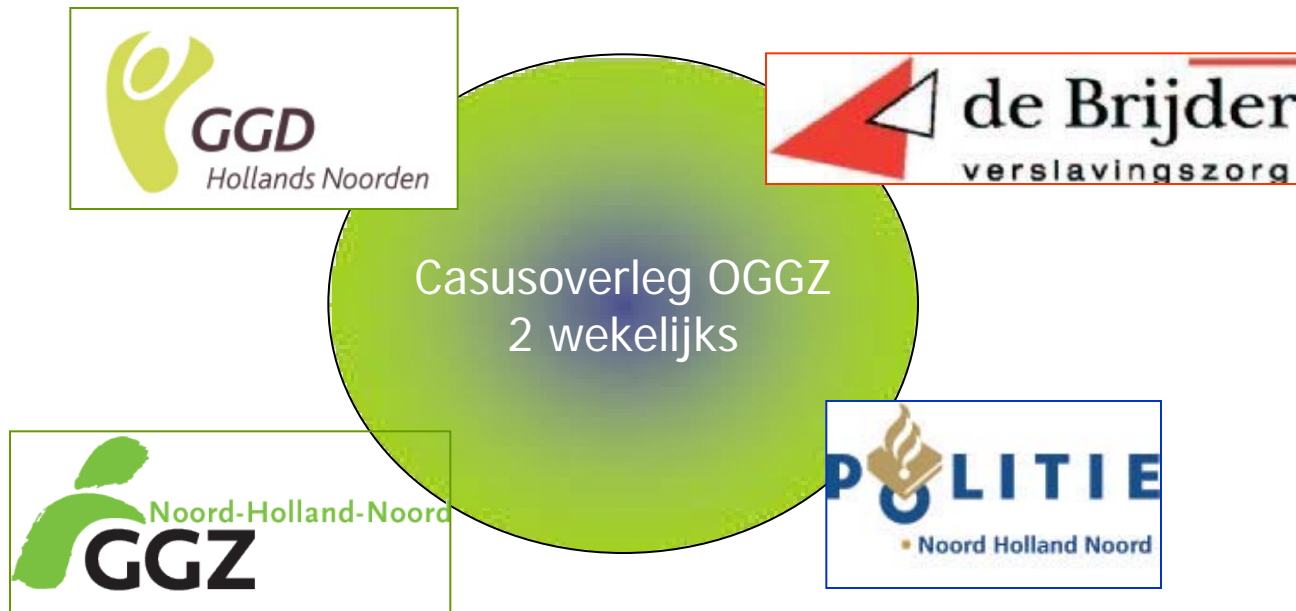 GGD
Hollands Noorden
de Brijder
verslavingszorg
Casusoverleg OGGZ
2 wekelijks
Noord-Holland-Noord
GGZ
POLITIE
• Noord Holland Noord